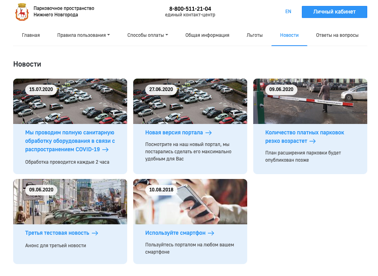 Парковочное пространство
Нижнего Новгорода
8-800-511-21-04
единый контакт-центр
EN
Личный кабинет
Главная Правила пользования Способы оплаты Общая информация Льготы Новости Ответы на вопросы
Новости
15.07.2020
Мы проводим полную санитарную
обработку оборудования в связи с
распространением COVID-19 →
Обработка проводится каждые 2 часа
27.06.2020
Новая версия портала →
Посмотрите на наш новый портал, мы
постарались сделать его максимально
удобным для Вас
09.06.2020
Количество платных парковок
резко возрастет →
План расширения парковки будет
опубликован позже
09.06.2020
Третья тестовая новость →
Анонс для третьей новости
10.08.2018
Используйте смартфон →
Пользуйтесь порталом на любом вашем
смартфоне